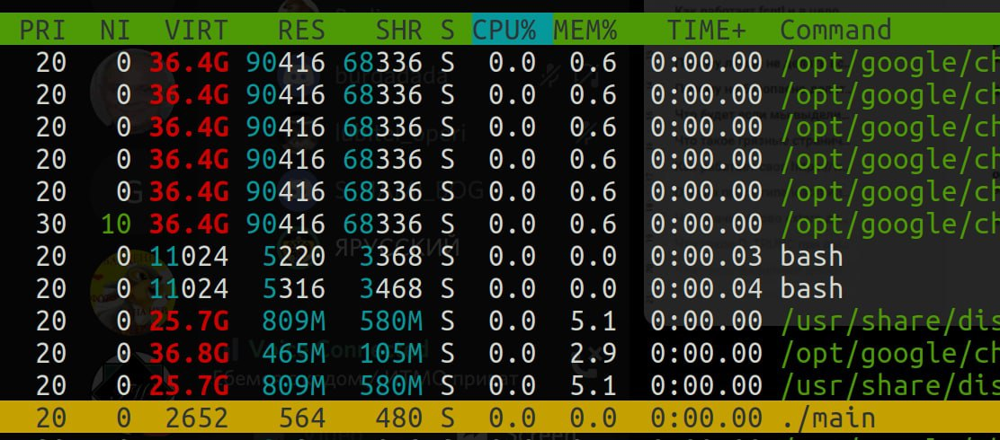 PRI NI VIRT RES SHR S CPU% MEM% TIME+ Command
20 0 36.4G 90416 68336 S 0.0 0.6 0:00.00 /opt/google/ch
20 0 36.4G 90416 68336 S 0.0 0.6 0:00.00 /opt/google/ch
20 0 36.4G 90416 68336 S 0.0 0.6 0:00.00 /opt/google/ch
20 0 36.4G 90416 68336 S 0.0 0.6 0:00.00 /opt/google/ch
20 0 36.4G 90416 68336 S 0.0 0.6 0:00.00 /opt/google/ch
30 10 36.4G 90416 68336 S 0.0 0.6 0:00.00 /opt/google/ch
ЯРУССКИЙ
20 0 11024 5220 3368 S 0.0 0.0 0:00.03 bash
20 0 11024 5316 3468 S 0.0 0.0 0:00.04 bash
20 0 25.7G 809M 580M S 0.0 5.1 0:00.00 /usr/share/dis
20 0 36.8G 465M 105M S 0.0 2.9 0:00.00 /opt/google/ch
20 0 25.7G 809M 580M S 0.0 5.1 0:00.00 /usr/share/dis
20 0 2652 564 480 S 0.0 0.0 0:00.00 ./main
Screen